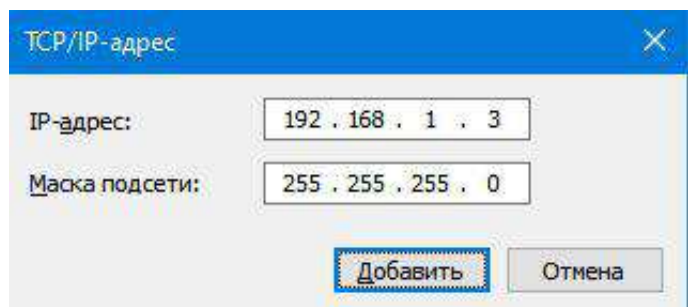 TCP/IP-адрес
IP-адрес: 192 . 168 . 1 . 3
Маска подсети: 255 . 255 . 255 . 0
Добавить Отмена